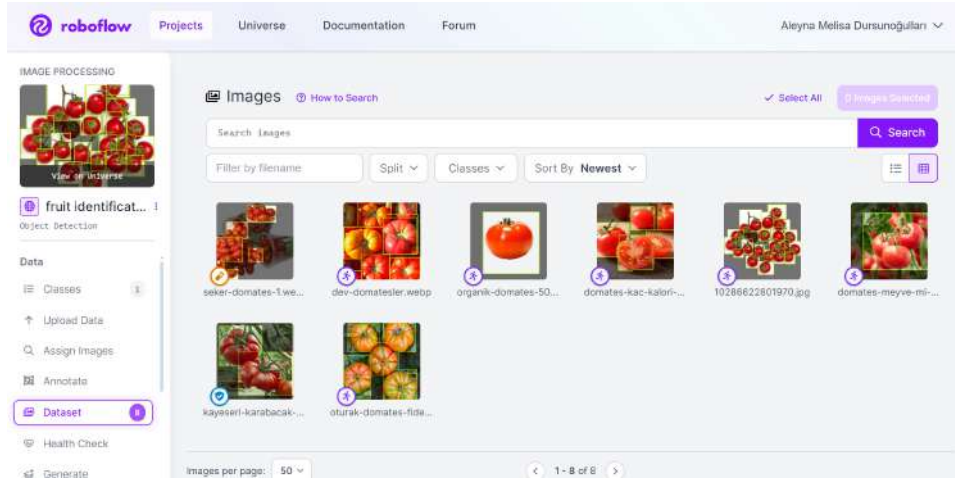 roboflow Projects Universe Documentation Forum Aleyna Melisa Dursunoğulları
IMAGE PROCESSING
View on Universe
fruit identificat...
Object Detection
Data
Classes 1
Upload Data
Assign Images
Annotate
Dataset 8
Health Check
Generate
Images How to Search Select All 0 Images Selected
Search images Search
Filter by filename Split Classes Sort By Newest
seker-domates-1.we... dev-domatesler.webp organik-domates-50... domates-kac-kalori-... 10286622801970.jpg domates-meyve-mi-...
kayseri-karabacak-... oturak-domates-fide...
Images per page: 50 1 - 8 of 8